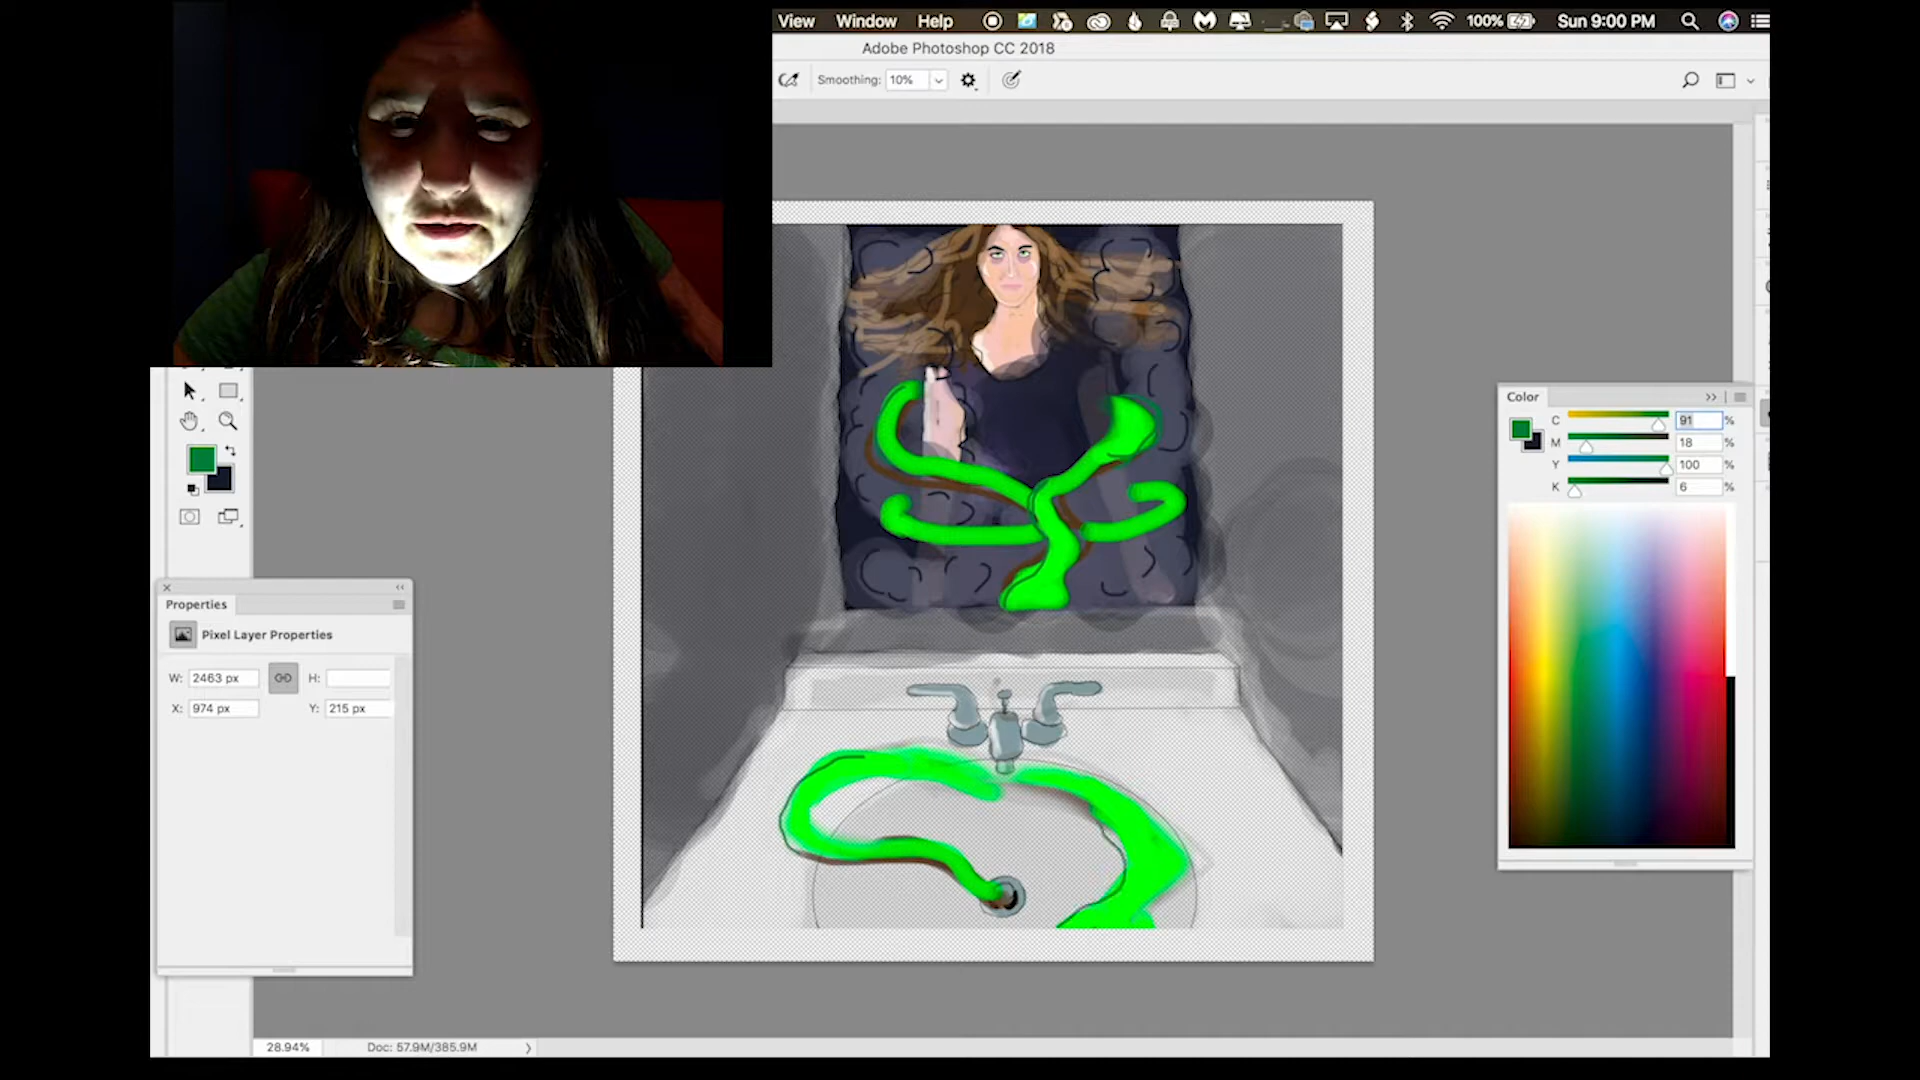 View Window Help 100% Sun 9:00 PM
Adobe Photoshop CC 2018
Smoothing: 10%
Color
C 91 %
M 18 %
Y 100 %
K 6 %
Properties
Pixel Layer Properties
W: 2463 px H:
X: 974 px Y: 215 px
28.94% Doc: 57.9M/385.9M